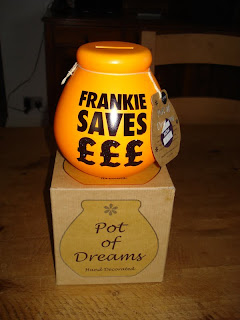 FRANKIE
SAVES
£££
Pot
of
Dreams
Hand Decorated